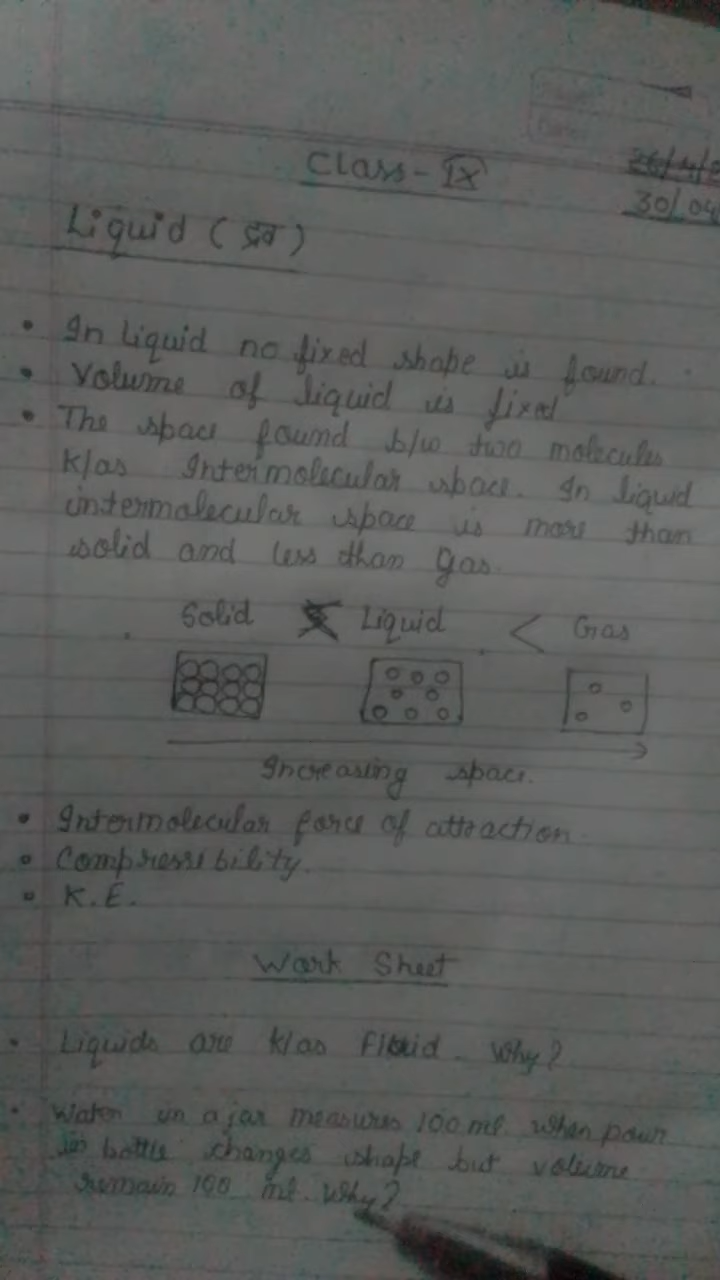 Class - IX
30/04
Liquid (द्रव)
• In liquid no fixed shape is found.
• Volume of liquid is fixed
• The space found b/w two molecules
k/as Intermolecular space. In liquid
intermolecular space is more than
solid and less than gas.
Solid < Liquid < Gas
Increasing space.
• Intermolecular force of attraction.
• Compressibility.
• K.E.
Work Sheet
• Liquids are k/as Fluid. Why?
• Water in a jar measures 100 ml. when pour
in bottle changes shape but volume
remain 100 ml. Why?